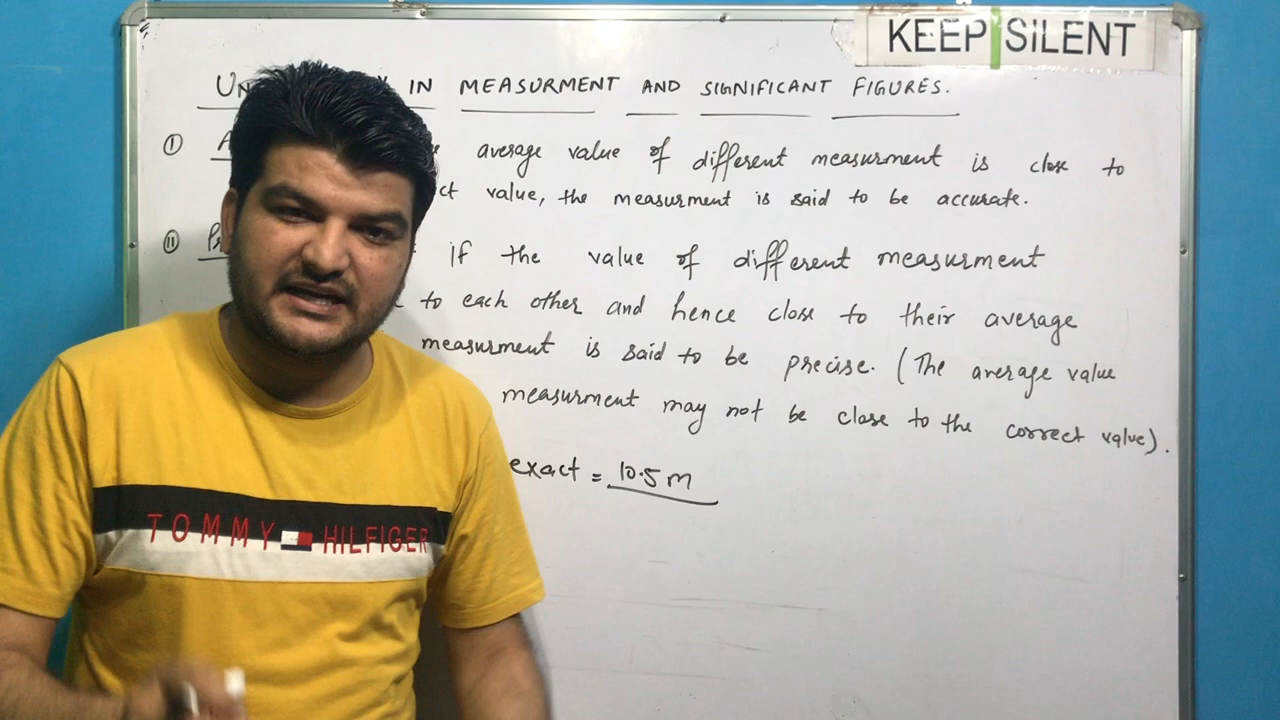 KEEP SILENT
IN MEASURMENT AND SIGNIFICANT FIGURES.
I average value of different measurment is close to
value, the measurment is said to be accurate.
II if the value of different measurment
to each other and hence close to their average
measurment is said to be precise. (The average value
measurment may not be close to the correct value).
exact = 10.5 m
TOMMY HILFIGER